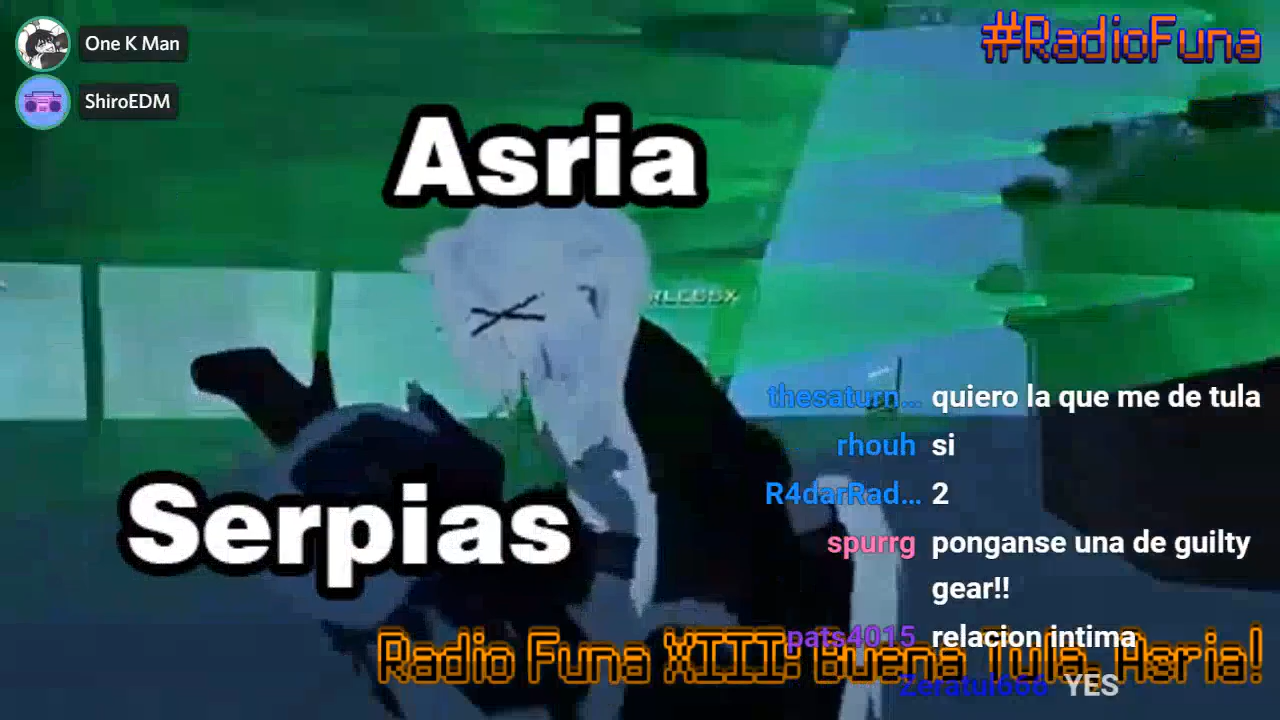 One K Man
#RadioFuna
ShiroEDM
Asria
thesaturn... quiero la que me de tula
rhouh si
R4darRad... 2
Serpias
spurrg ponganse una de guilty
gear!!
pats4015 relacion intima
Radio Funa XIII: Buena Tula, Asria!
Zeratul666 YES